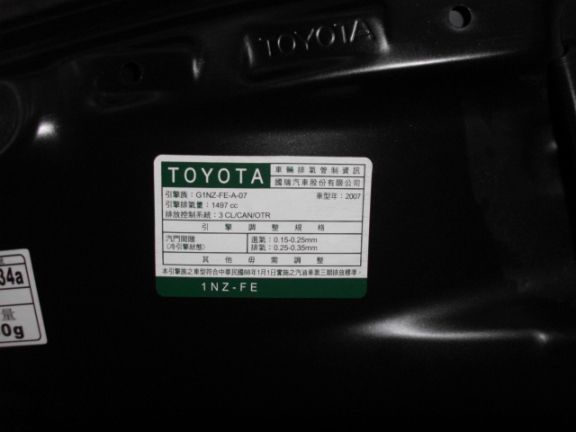 TOYOTA
TOYOTA 車輛排氣管制資訊
國瑞汽車股份有限公司
引擎族：G1NZ-FE-A-07 車型年：2007
引擎排氣量：1497 cc
排放控制系統：3 CL/CAN/OTR
引擎調整規格
汽門間隙 進氣：0.15-0.25mm
(冷引擎狀態) 排氣：0.25-0.35mm
其他毋需調整
本引擎族之車型符合中華民國88年1月1日實施之汽油車第三期排放標準。
1NZ-FE
34a
量
0g